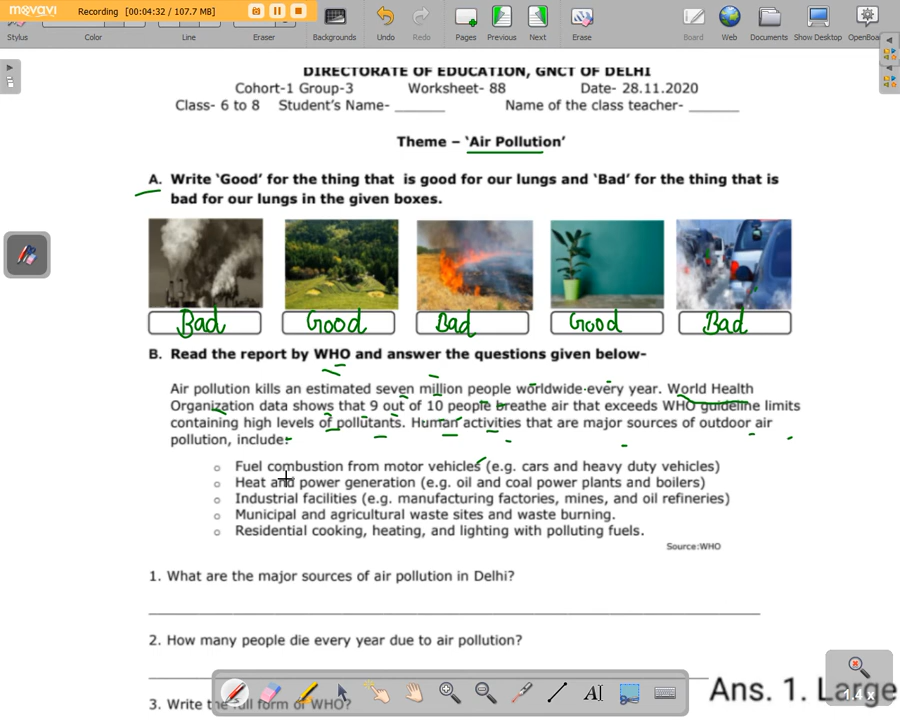 movavi Recording [00:04:32 / 107.7 MB]
Stylus Color Line Eraser Backgrounds Undo Redo Pages Previous Next Erase Board Web Documents Show Desktop OpenBoa
DIRECTORATE OF EDUCATION, GNCT OF DELHI
Cohort-1 Group-3 Worksheet- 88 Date- 28.11.2020
Class- 6 to 8 Student's Name- ______ Name of the class teacher- ______
Theme – 'Air Pollution'
A. Write 'Good' for the thing that is good for our lungs and 'Bad' for the thing that is
bad for our lungs in the given boxes.
Bad Good Bad Good Bad
B. Read the report by WHO and answer the questions given below-
Air pollution kills an estimated seven million people worldwide every year. World Health
Organization data shows that 9 out of 10 people breathe air that exceeds WHO guideline limits
containing high levels of pollutants. Human activities that are major sources of outdoor air
pollution, include:
o Fuel combustion from motor vehicles (e.g. cars and heavy duty vehicles)
o Heat and power generation (e.g. oil and coal power plants and boilers)
o Industrial facilities (e.g. manufacturing factories, mines, and oil refineries)
o Municipal and agricultural waste sites and waste burning.
o Residential cooking, heating, and lighting with polluting fuels.
Source:WHO
1. What are the major sources of air pollution in Delhi?
2. How many people die every year due to air pollution?
Ans. 1. Large
3. Write the full form of WHO?
1.4 x